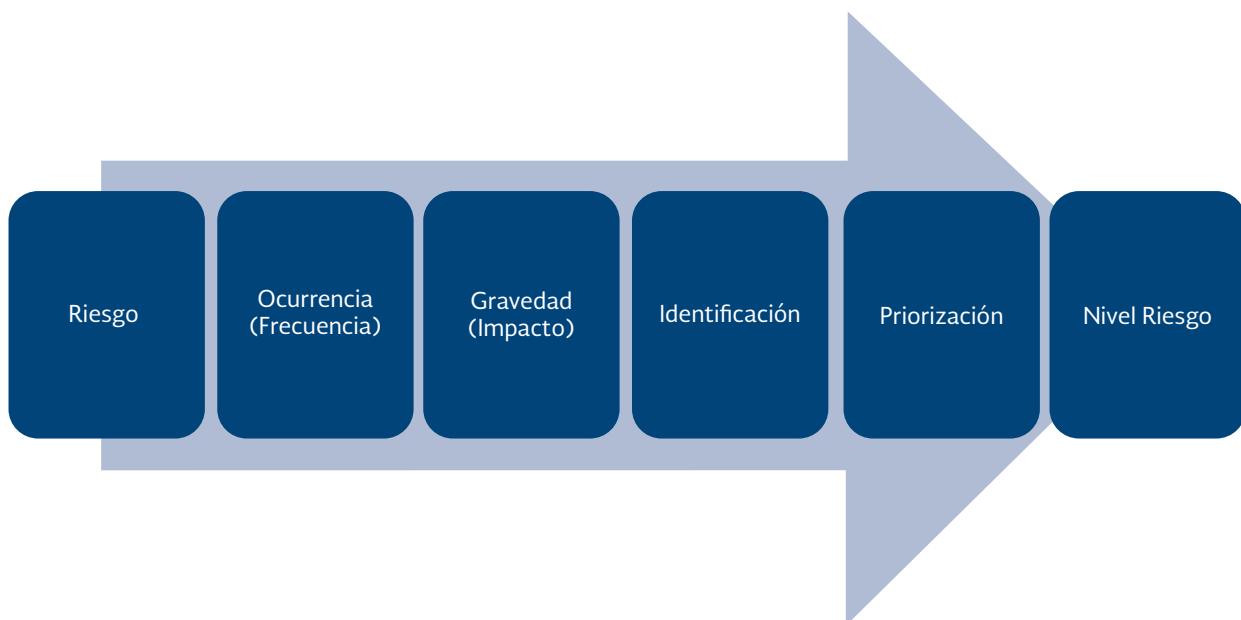 Riesgo
Ocurrencia
(Frecuencia)
Gravedad
(Impacto)
Identificación
Priorización
Nivel Riesgo